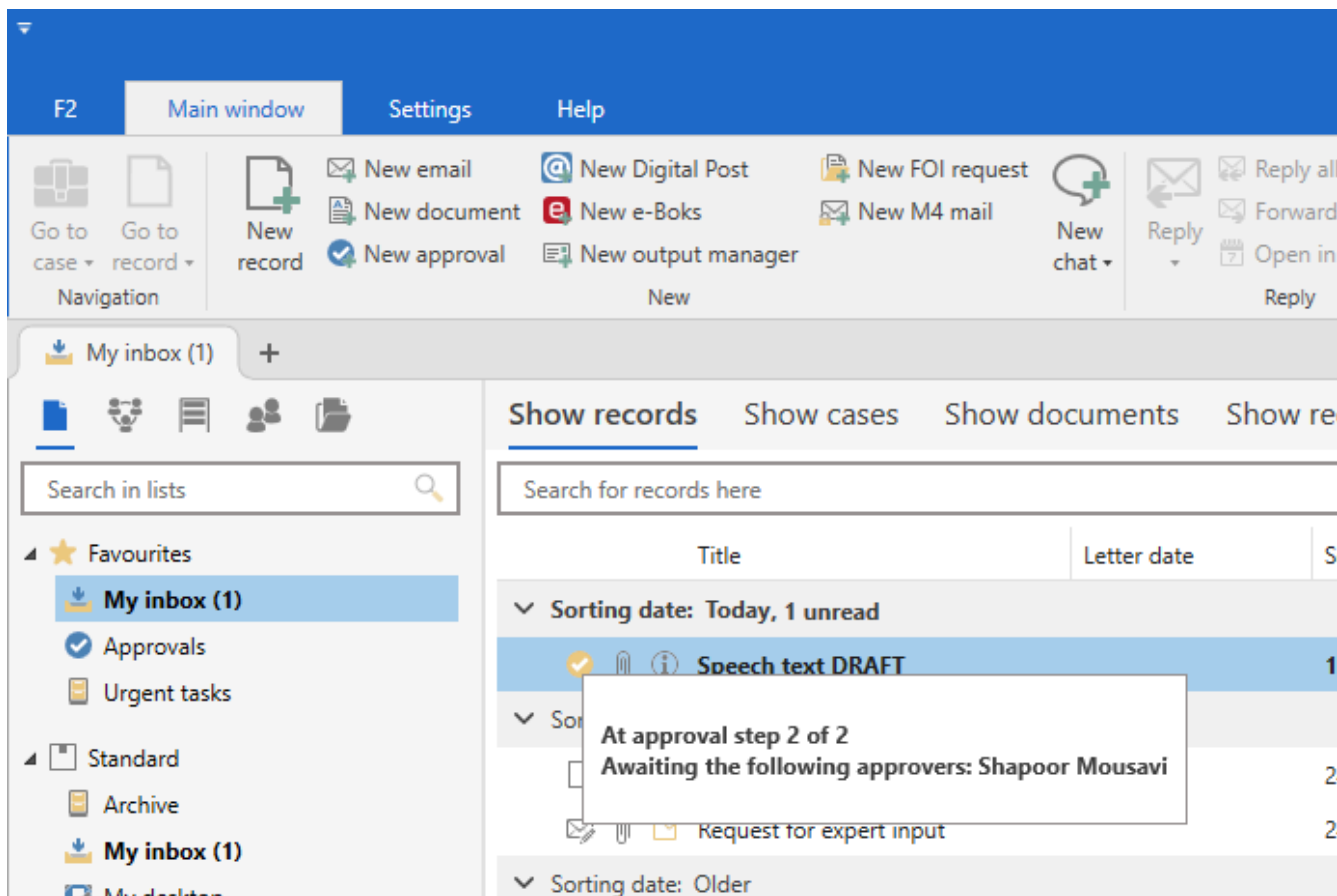 F2 Main window Settings Help
Go to case
Go to record
Navigation
New record
New email
New document
New approval
New Digital Post
New e-Boks
New output manager
New FOI request
New M4 mail
New chat
New
Reply
Reply all
Forward
Open in
Reply
My inbox (1)
Show records Show cases Show documents Show
Search in lists
Search for records here
Favourites
My inbox (1)
Approvals
Urgent tasks
Standard
Archive
My inbox (1)
My desktop
Title Letter date
Sorting date: Today, 1 unread
Speech text DRAFT
At approval step 2 of 2
Awaiting the following approvers: Shapoor Mousavi
Request for expert input
Sorting date: Older